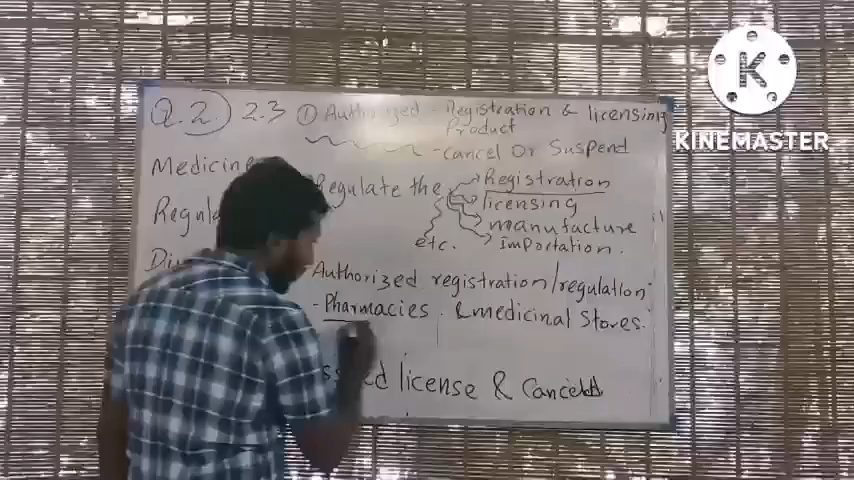 Q.2 2.3 ① Authorized - Registration & licensing
Product
- Cancel Or Suspend
Medicine
Regulate the Registration
licensing
manufacture
importation.
etc.
Authorized registration/regulation
- Pharmacies. & medicinal Stores.
license & Cancel
K
KINEMASTER